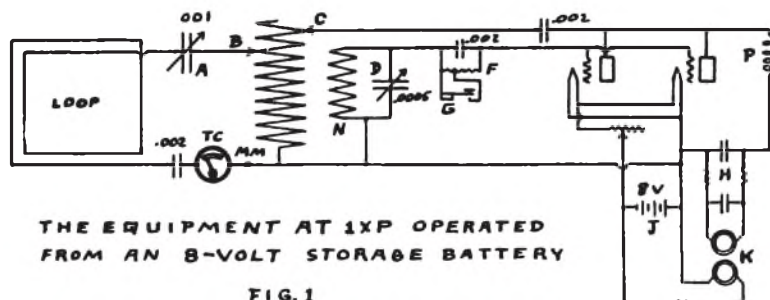 .001
C
.002
B
A
.002
P
D
F
.0005
LOOP
G
N
.002
TC
MM
H
8V
J
K
THE EQUIPMENT AT 1XP OPERATED
FROM AN 8-VOLT STORAGE BATTERY
FIG. 1